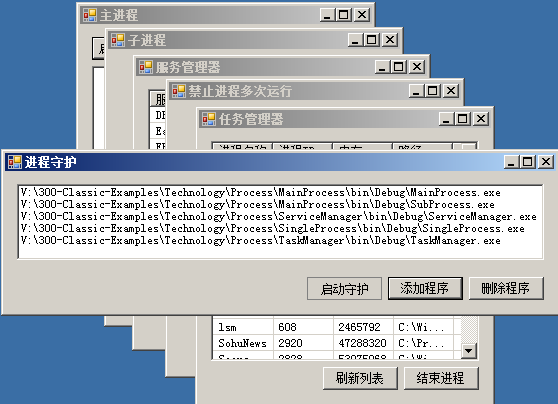 主进程
子进程
服务管理器
禁止进程多次运行
任务管理器
进程守护
V:\300-Classic-Examples\Technology\Process\MainProcess\bin\Debug\MainProcess.exe
V:\300-Classic-Examples\Technology\Process\MainProcess\bin\Debug\SubProcess.exe
V:\300-Classic-Examples\Technology\Process\ServiceManager\bin\Debug\ServiceManager.exe
V:\300-Classic-Examples\Technology\Process\SingleProcess\bin\Debug\SingleProcess.exe
V:\300-Classic-Examples\Technology\Process\TaskManager\bin\Debug\TaskManager.exe
启动守护 添加程序 删除程序
lsm 608 2465792 C:\Wi...
SohuNews 2920 47288320 C:\Pr...
刷新列表 结束进程